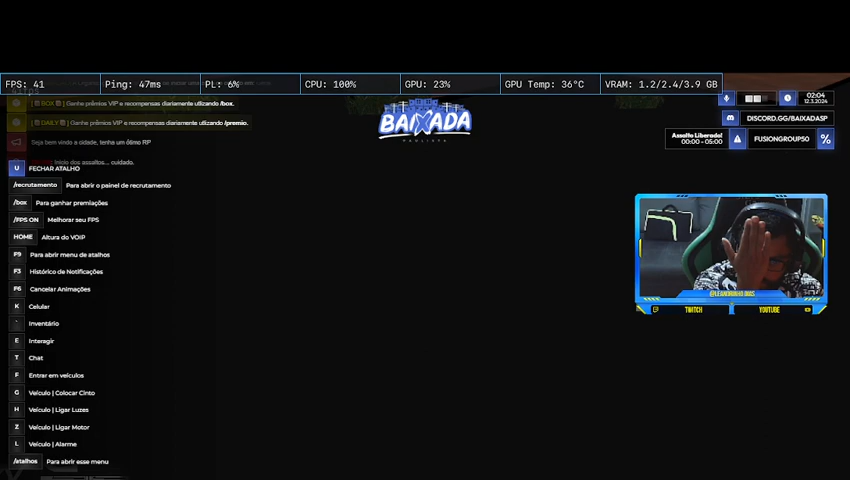 FPS: 41
Ping: 47ms
PL: 6%
CPU: 100%
GPU: 23%
GPU Temp: 36°C
VRAM: 1.2/2.4/3.9 GB
[ BOX ] Ganhe prêmios VIP e recompensas diariamente utilizando /box.
[ DAILY ] Ganhe prêmios VIP e recompensas diariamente utilizando /premio.
Seja bem vindo a cidade, tenha um ótimo RP
Inicio dos assaltos... cuidado.
U FECHAR ATALHO
/recrutamento Para abrir o painel de recrutamento
/box Para ganhar premiações
/FPS ON Melhorar seu FPS
HOME Altura do VOIP
F9 Para abrir menu de atalhos
F3 Histórico de Notificações
F6 Cancelar Animações
K Celular
` Inventário
E Interagir
T Chat
F Entrar em veículos
G Veículo | Colocar Cinto
H Veículo | Ligar Luzes
Z Veículo | Ligar Motor
L Veículo | Alarme
/atalhos Para abrir esse menu
BAIXADA
PAULISTA
02:04
12.3.2024
DISCORD.GG/BAIXADASP
Assalto Liberado!
00:00 - 05:00
FUSIONGROUP50
%
TWITCH
YOUTUBE